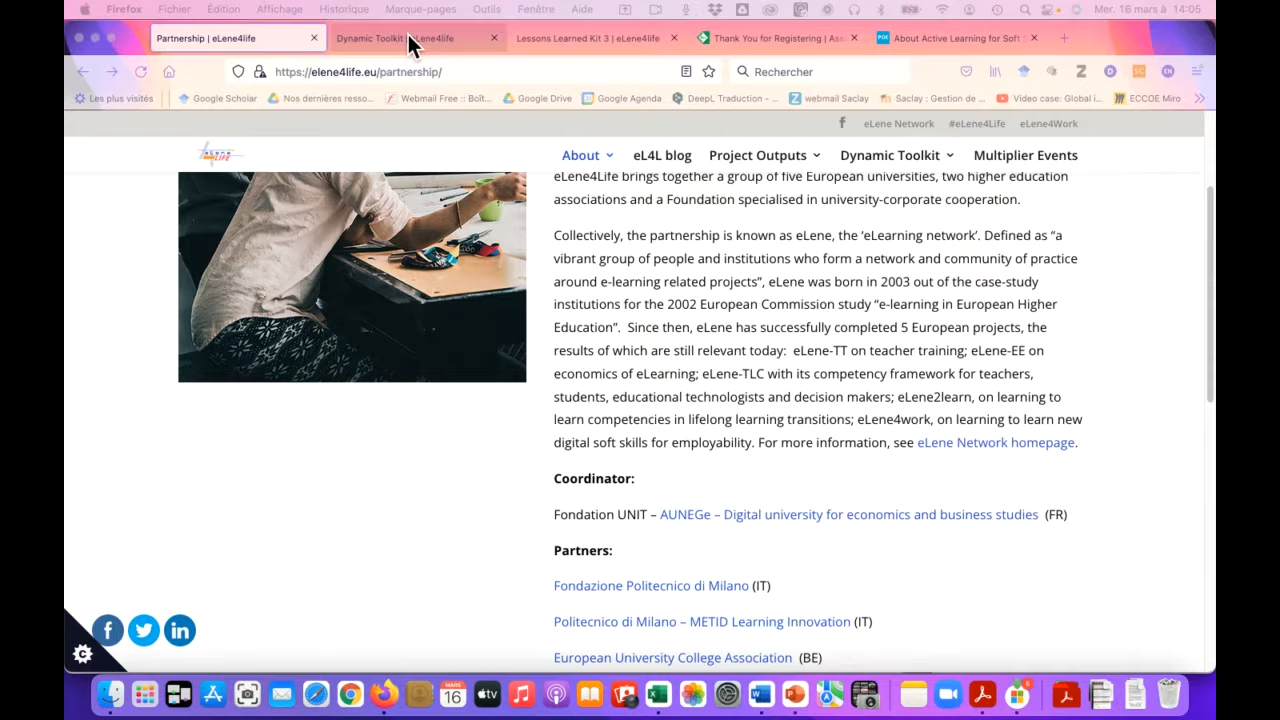 Firefox Fichier Édition Affichage Historique Marque-pages Outils Fenêtre Aide Mer. 16 mars à 14:05
Partnership | eLene4life Dynamic Toolkit eLene4life Lessons Learned Kit 3 | eLene4life Thank You for Registering | Ass About Active Learning for Soft S
https://elene4life.eu/partnership/ Rechercher
Les plus visités Google Scholar Nos dernières resso... Webmail Free :: Boît... Google Drive Google Agenda DeepL Traduction – ... webmail Saclay Saclay : Gestion de ... Video case: Global i... ECCOE Miro
eLene Network #eLene4Life eLene4Work
About eL4L blog Project Outputs Dynamic Toolkit Multiplier Events
eLene4Life brings together a group of five European universities, two higher education
associations and a Foundation specialised in university-corporate cooperation.
Collectively, the partnership is known as eLene, the ‘eLearning network’. Defined as “a
vibrant group of people and institutions who form a network and community of practice
around e-learning related projects”, eLene was born in 2003 out of the case-study
institutions for the 2002 European Commission study “e-learning in European Higher
Education”. Since then, eLene has successfully completed 5 European projects, the
results of which are still relevant today: eLene-TT on teacher training; eLene-EE on
economics of eLearning; eLene-TLC with its competency framework for teachers,
students, educational technologists and decision makers; eLene2learn, on learning to
learn competencies in lifelong learning transitions; eLene4work, on learning to learn new
digital soft skills for employability. For more information, see eLene Network homepage.
Coordinator:
Fondation UNIT – AUNEGe – Digital university for economics and business studies (FR)
Partners:
Fondazione Politecnico di Milano (IT)
Politecnico di Milano – METID Learning Innovation (IT)
European University College Association (BE)
MARS
16